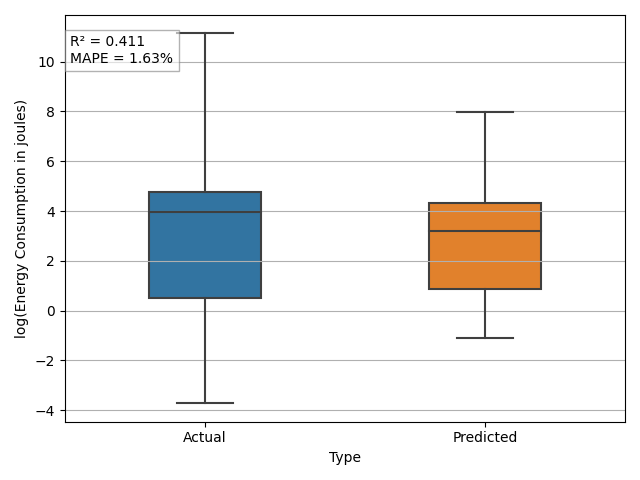 R² = 0.411
MAPE = 1.63%
10
8
6
4
2
0
−2
−4
log(Energy Consumption in joules)
Actual
Predicted
Type